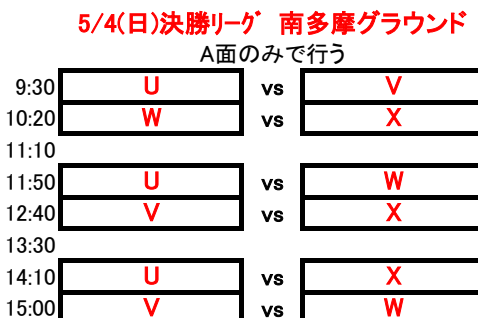 5/4(日)決勝ﾘｰｸﾞ 南多摩グラウンド
A面のみで行う
9:30 U vs V
10:20 W vs X
11:10
11:50 U vs W
12:40 V vs X
13:30
14:10 U vs X
15:00 V vs W